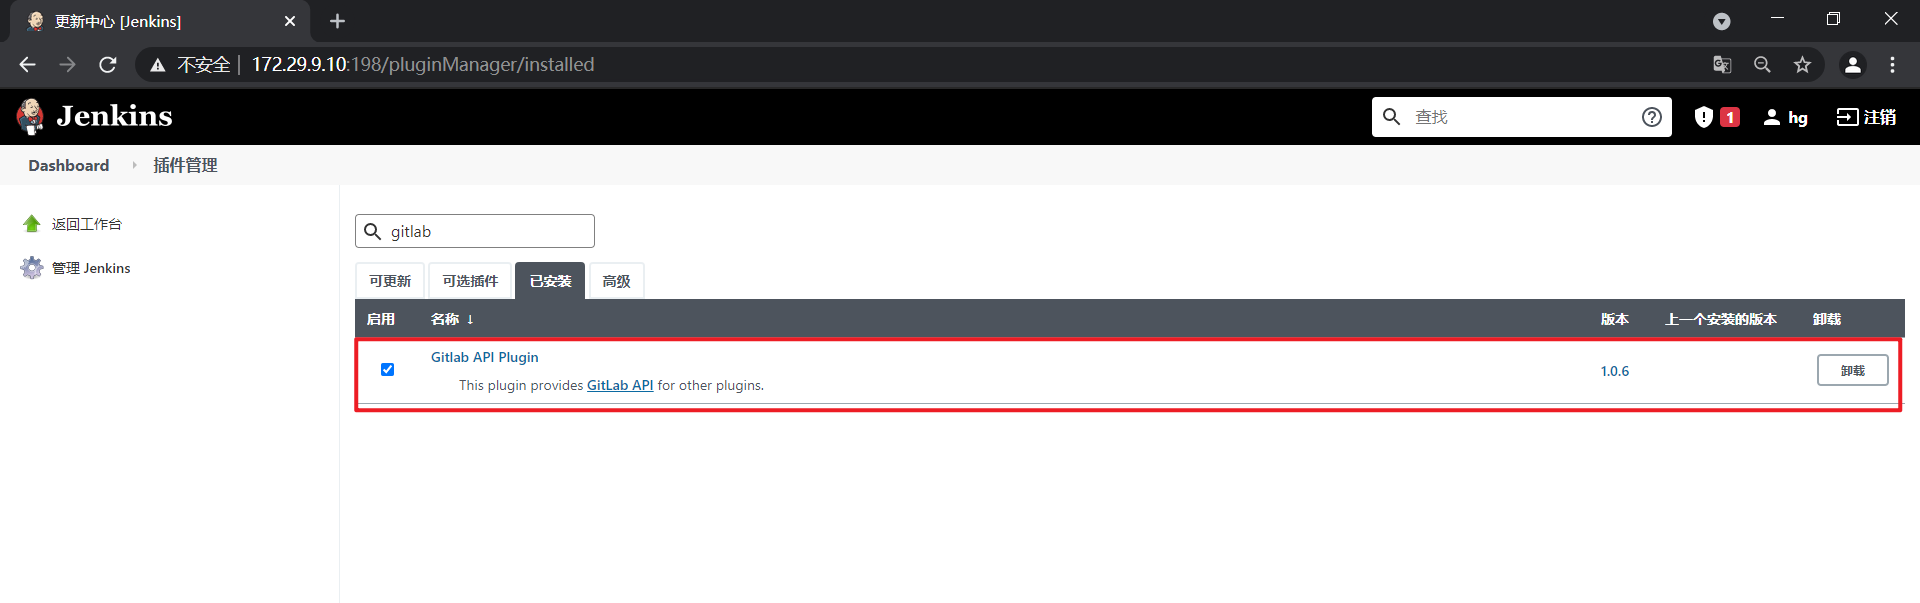 更新中心 [Jenkins]
不安全 172.29.9.10:198/pluginManager/installed
Jenkins
查找
1
hg
注销
Dashboard
插件管理
返回工作台
管理 Jenkins
gitlab
可更新
可选插件
已安装
高级
启用
名称 ↓
版本
上一个安装的版本
卸载
Gitlab API Plugin
This plugin provides GitLab API for other plugins.
1.0.6
卸载